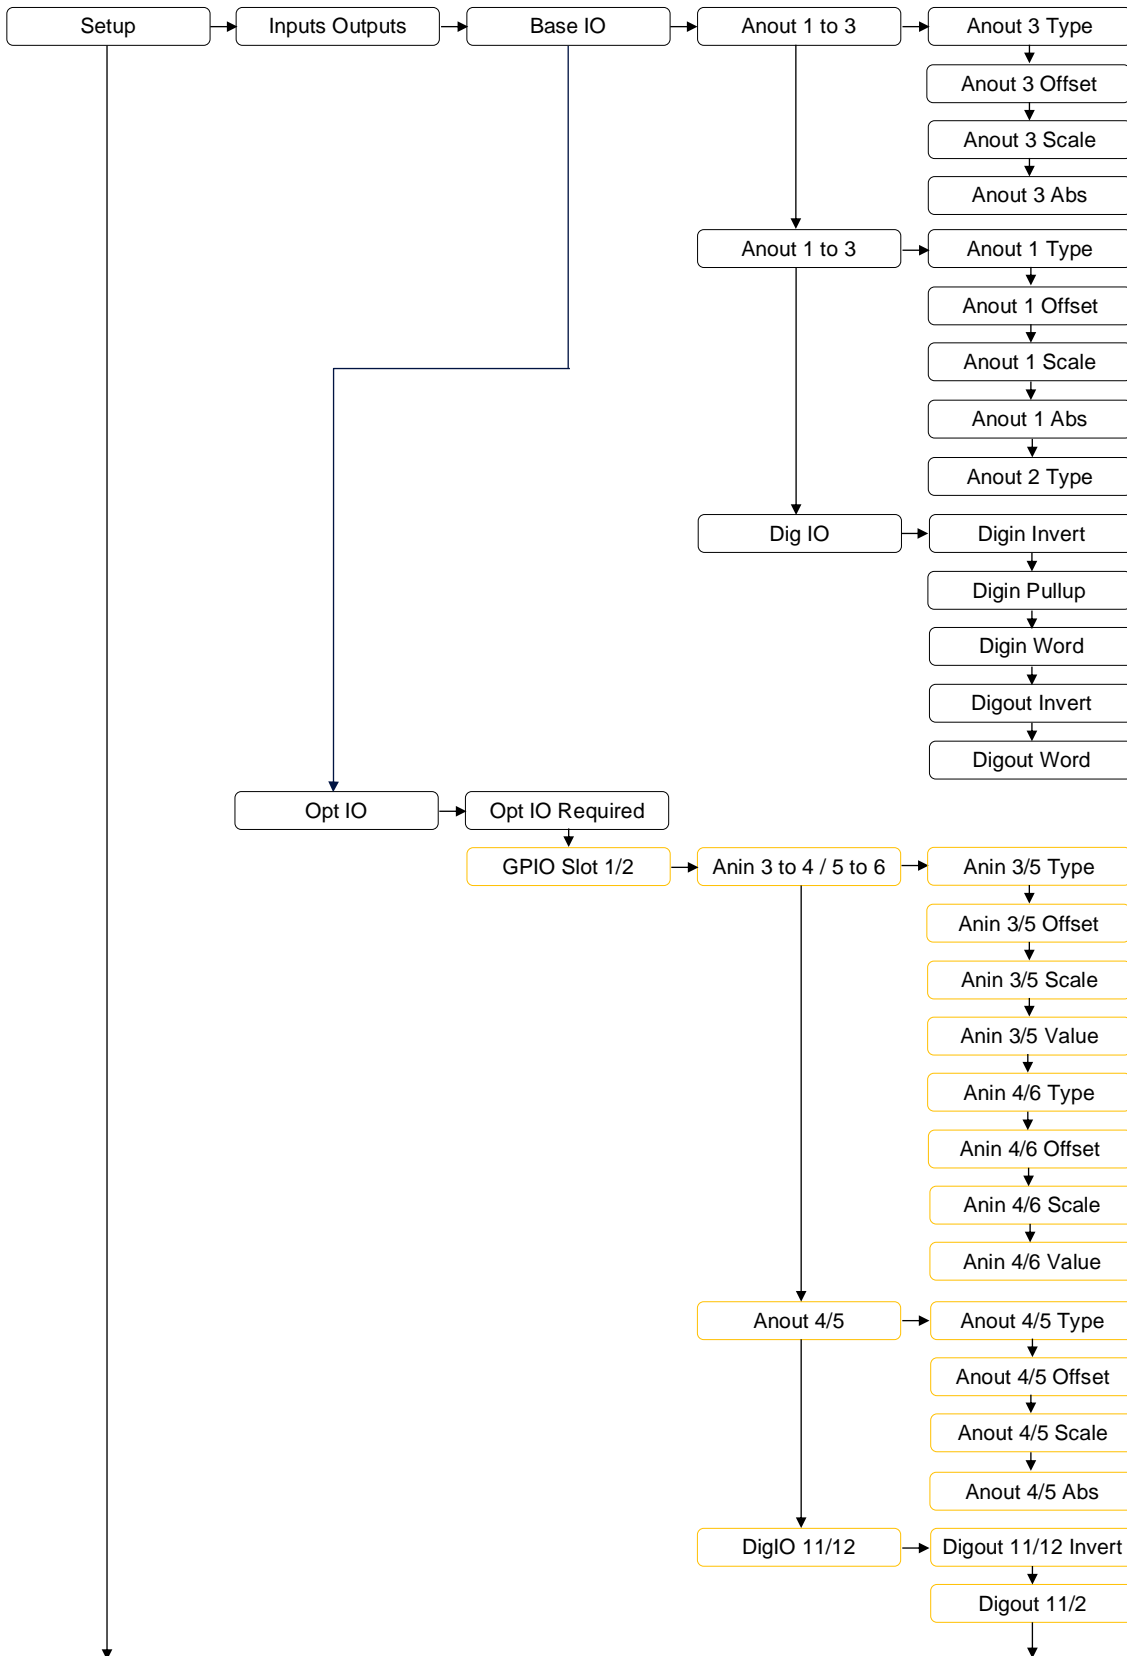 Setup
Inputs Outputs
Base IO
Anout 1 to 3
Anout 3 Type
Anout 3 Offset
Anout 3 Scale
Anout 3 Abs
Anout 1 to 3
Anout 1 Type
Anout 1 Offset
Anout 1 Scale
Anout 1 Abs
Anout 2 Type
Dig IO
Digin Invert
Digin Pullup
Digin Word
Digout Invert
Digout Word
Opt IO
Opt IO Required
GPIO Slot 1/2
Anin 3 to 4 / 5 to 6
Anin 3/5 Type
Anin 3/5 Offset
Anin 3/5 Scale
Anin 3/5 Value
Anin 4/6 Type
Anin 4/6 Offset
Anin 4/6 Scale
Anin 4/6 Value
Anout 4/5
Anout 4/5 Type
Anout 4/5 Offset
Anout 4/5 Scale
Anout 4/5 Abs
DigIO 11/12
Digout 11/12 Invert
Digout 11/2